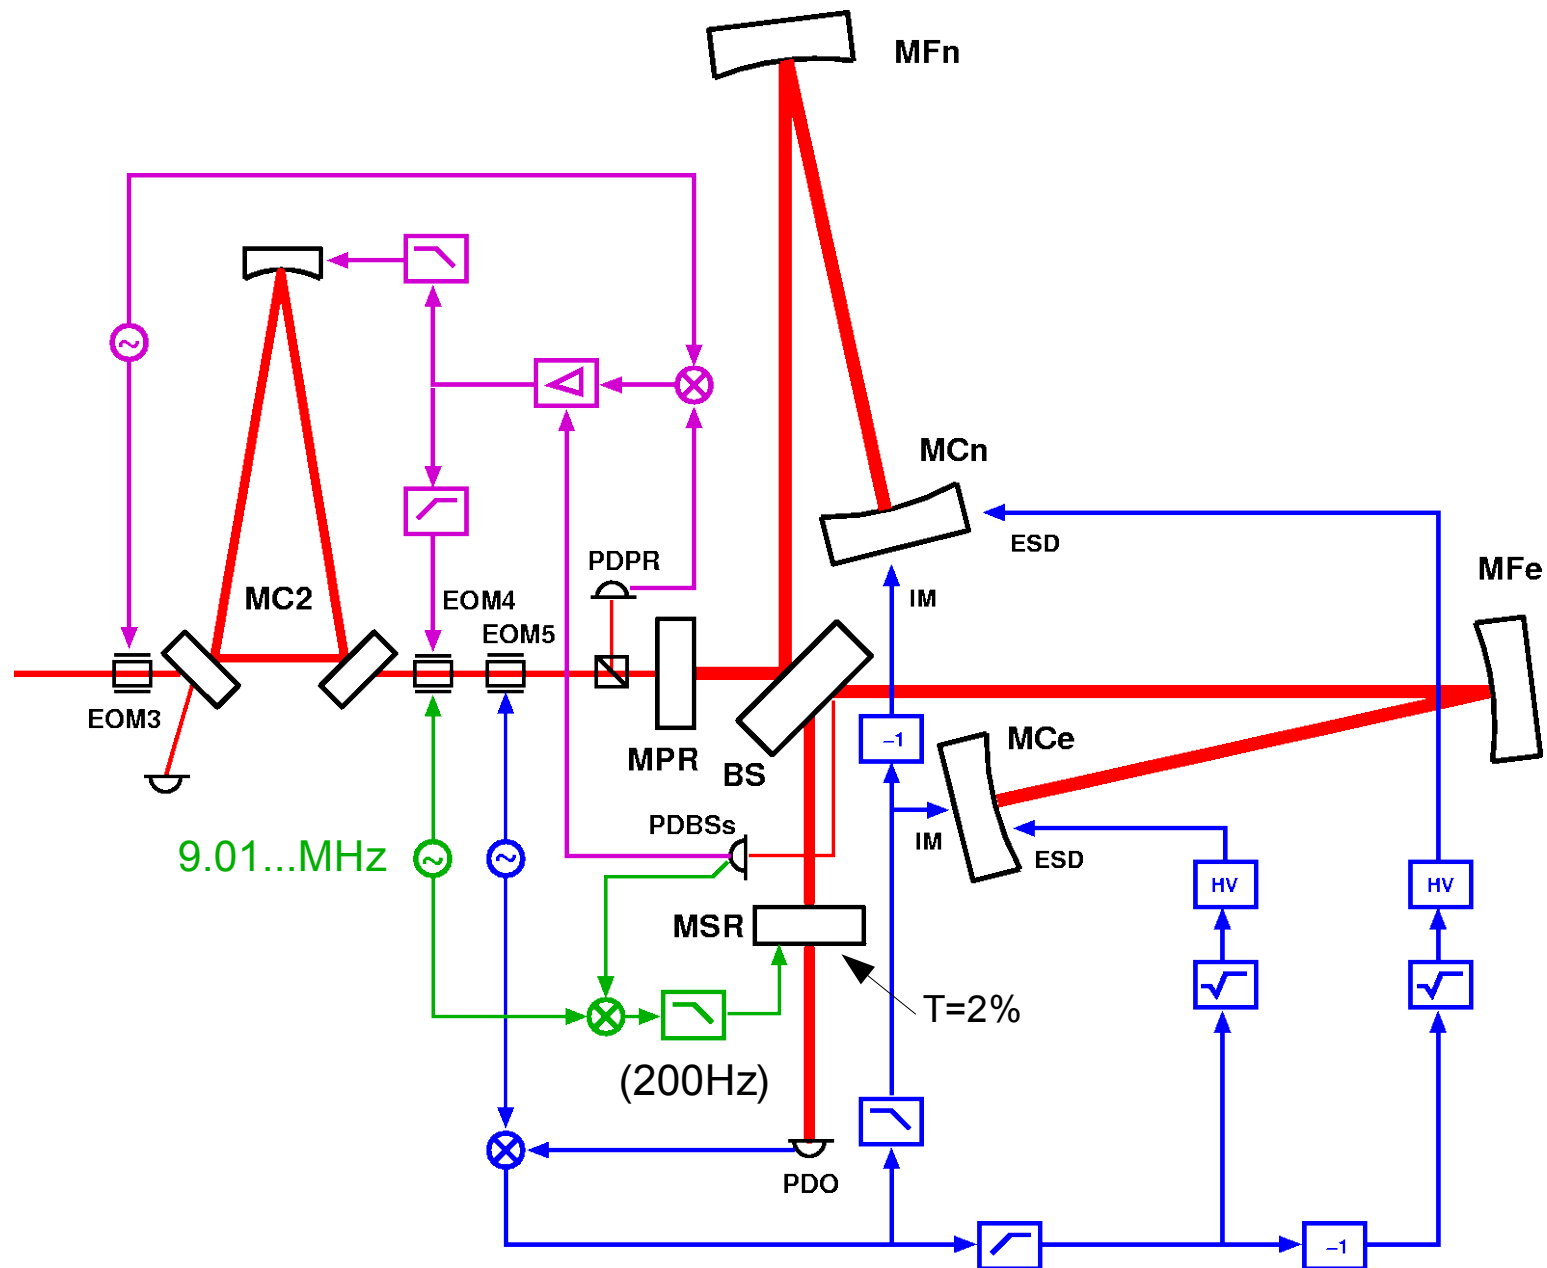 MFn
MCn
ESD
MFe
PDPR
MC2
EOM4
IM
EOM5
EOM3
MPR
BS
–1
MCe
PDBSs
IM
ESD
9.01...MHz
~
~
~
HV
HV
MSR
T=2%
(200Hz)
PDO
–1